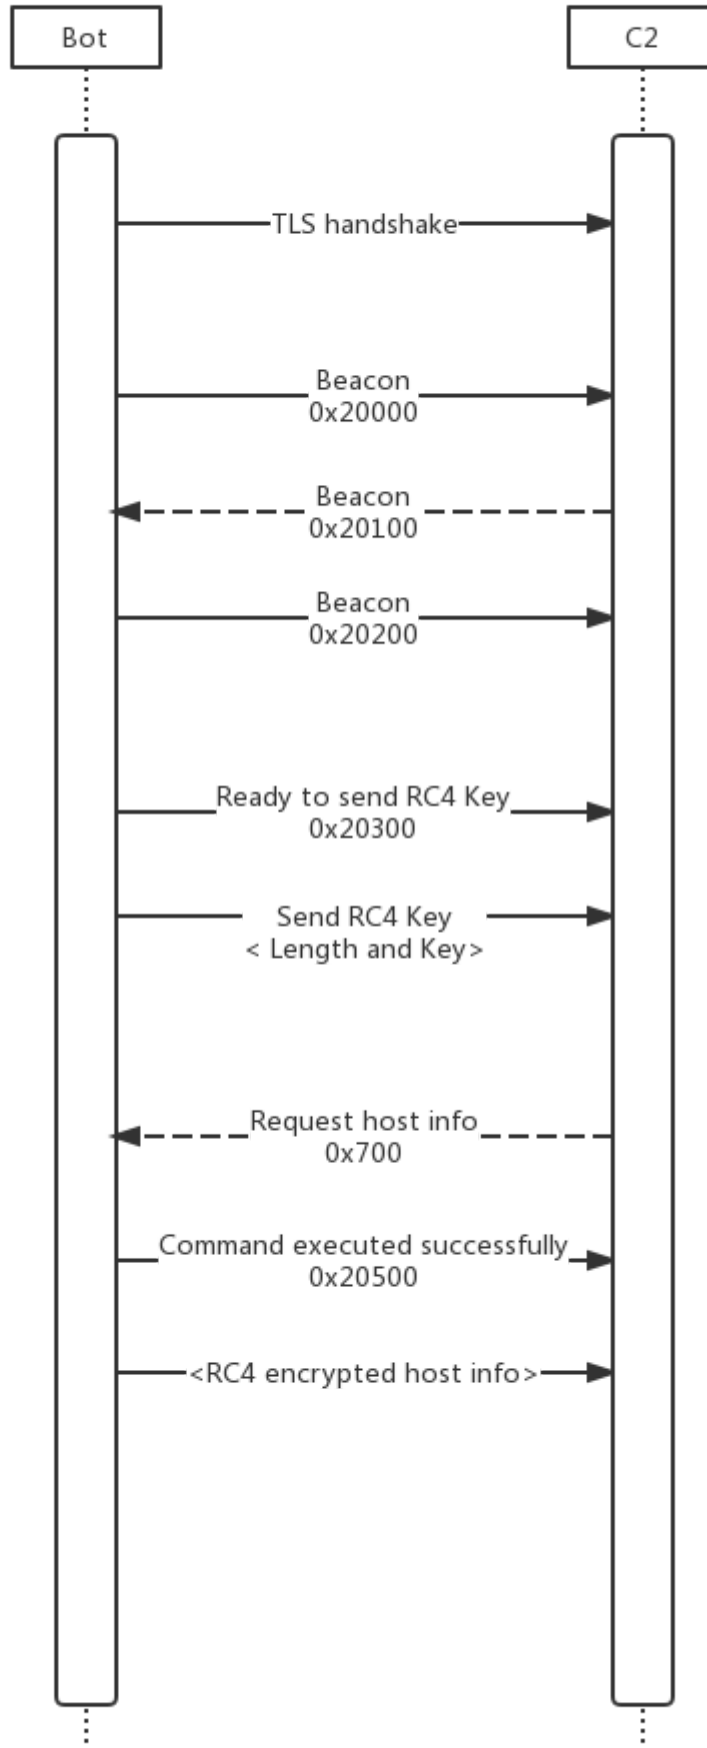 Bot
C2
TLS handshake
Beacon
0x20000
Beacon
0x20100
Beacon
0x20200
Ready to send RC4 Key
0x20300
Send RC4 Key
< Length and Key>
Request host info
0x700
Command executed successfully
0x20500
<RC4 encrypted host info>